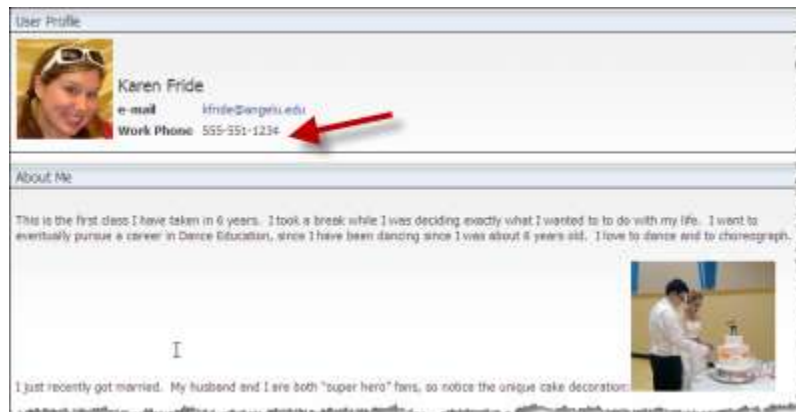 User Profile
Karen Fride
e-mail kfride@angelu.edu
Work Phone 555-551-1234
About Me
This is the first class I have taken in 6 years. I took a break while I was deciding exactly what I wanted to to do with my life. I want to
eventually pursue a career in Dance Education, since I have been dancing since I was about 6 years old. I love to dance and to choreograph.
I just recently got married. My husband and I are both "super hero" fans, so notice the unique cake decoration: